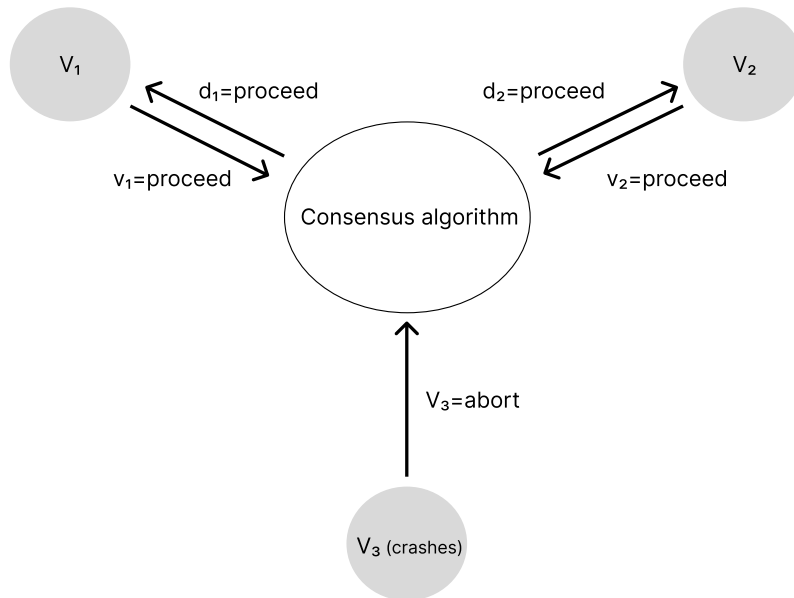 V₁
V₂
d₁=proceed
d₂=proceed
v₁=proceed
v₂=proceed
Consensus algorithm
V₃=abort
V₃ (crashes)